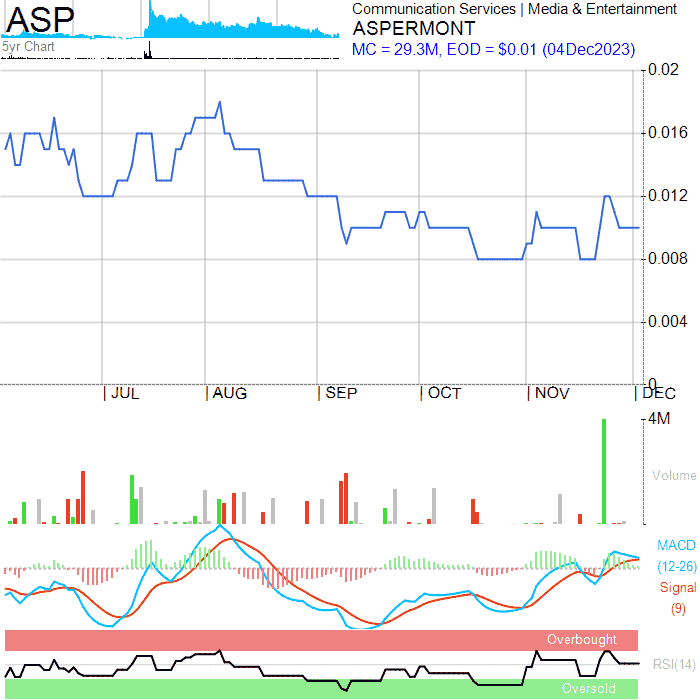 ASP
5yr Chart
Communication Services | Media & Entertainment
ASPERMONT
MC = 29.3M, EOD = $0.01 (04Dec2023)
0.02
0.016
0.012
0.008
0.004
0
JUL AUG SEP OCT NOV DEC
4M
Volume
MACD
(12-26)
Signal
(9)
Overbought
RSI(14)
Oversold